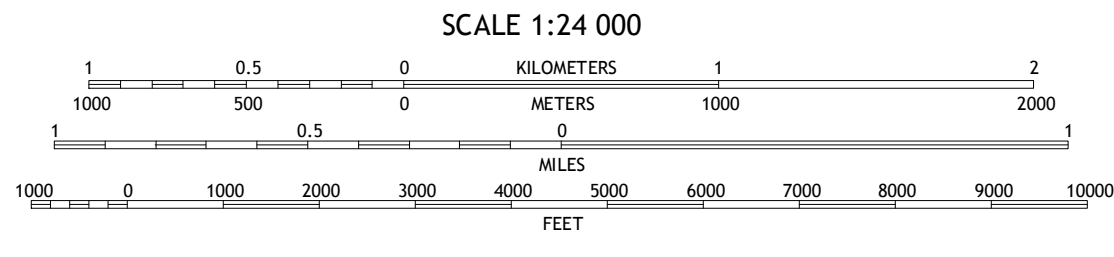 SCALE 1:24 000
1 0.5 0 KILOMETERS 1 2
1000 500 0 METERS 1000 2000
1 0.5 0 1
MILES
1000 0 1000 2000 3000 4000 5000 6000 7000 8000 9000 10000
FEET